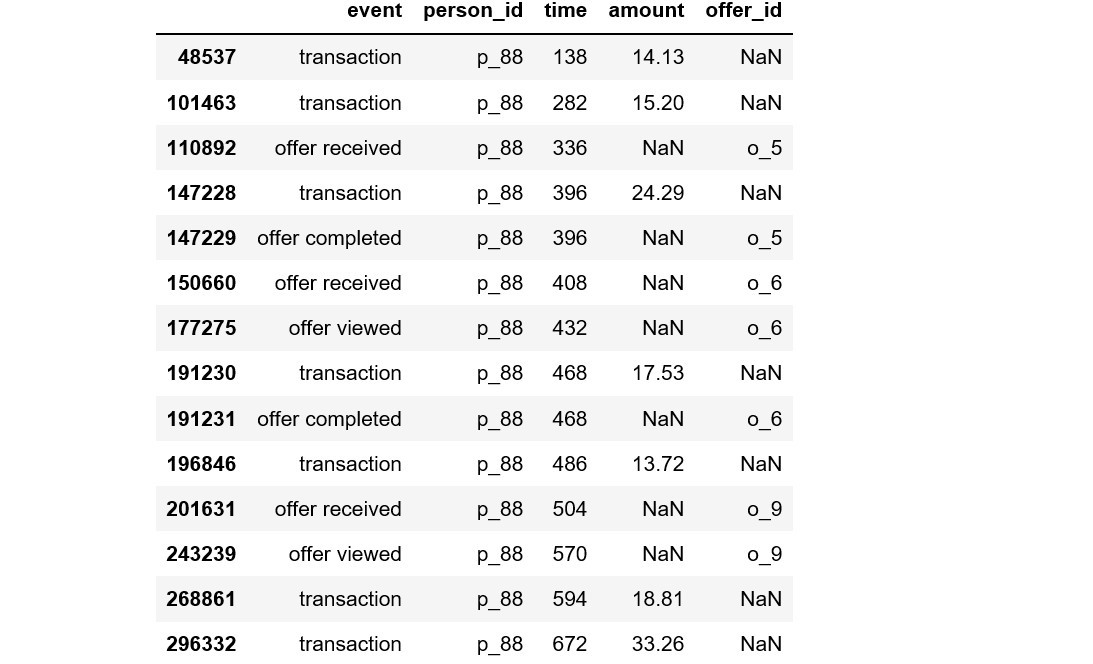 event person_id time amount offer_id
48537 transaction p_88 138 14.13 NaN
101463 transaction p_88 282 15.20 NaN
110892 offer received p_88 336 NaN o_5
147228 transaction p_88 396 24.29 NaN
147229 offer completed p_88 396 NaN o_5
150660 offer received p_88 408 NaN o_6
177275 offer viewed p_88 432 NaN o_6
191230 transaction p_88 468 17.53 NaN
191231 offer completed p_88 468 NaN o_6
196846 transaction p_88 486 13.72 NaN
201631 offer received p_88 504 NaN o_9
243239 offer viewed p_88 570 NaN o_9
268861 transaction p_88 594 18.81 NaN
296332 transaction p_88 672 33.26 NaN